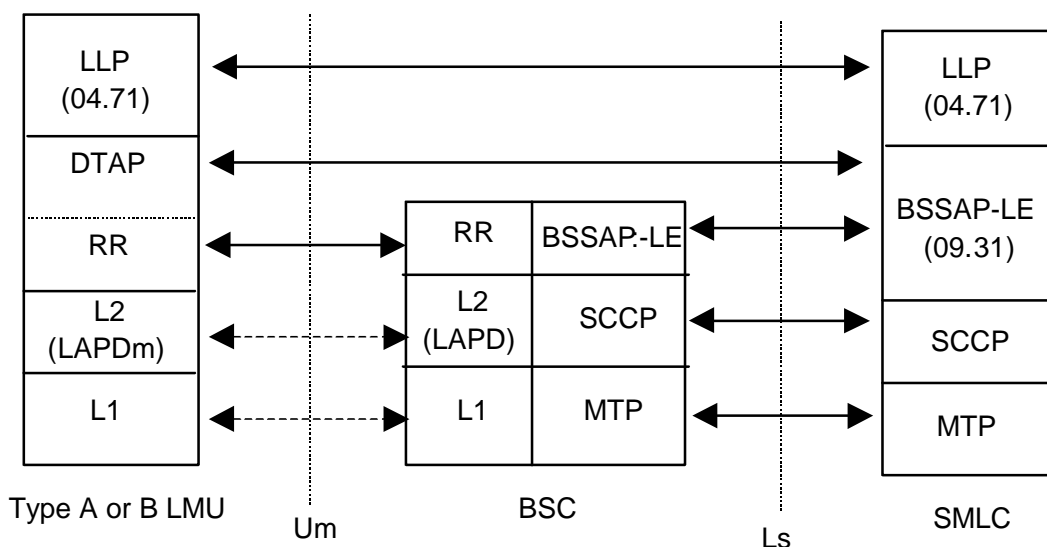 LLP
(04.71)
DTAP
RR
L2
(LAPDm)
L1
Type A or B LMU
Um
RR
BSSAP:-LE
L2
(LAPD)
SCCP
L1
MTP
BSC
Ls
LLP
(04.71)
BSSAP-LE
(09.31)
SCCP
MTP
SMLC